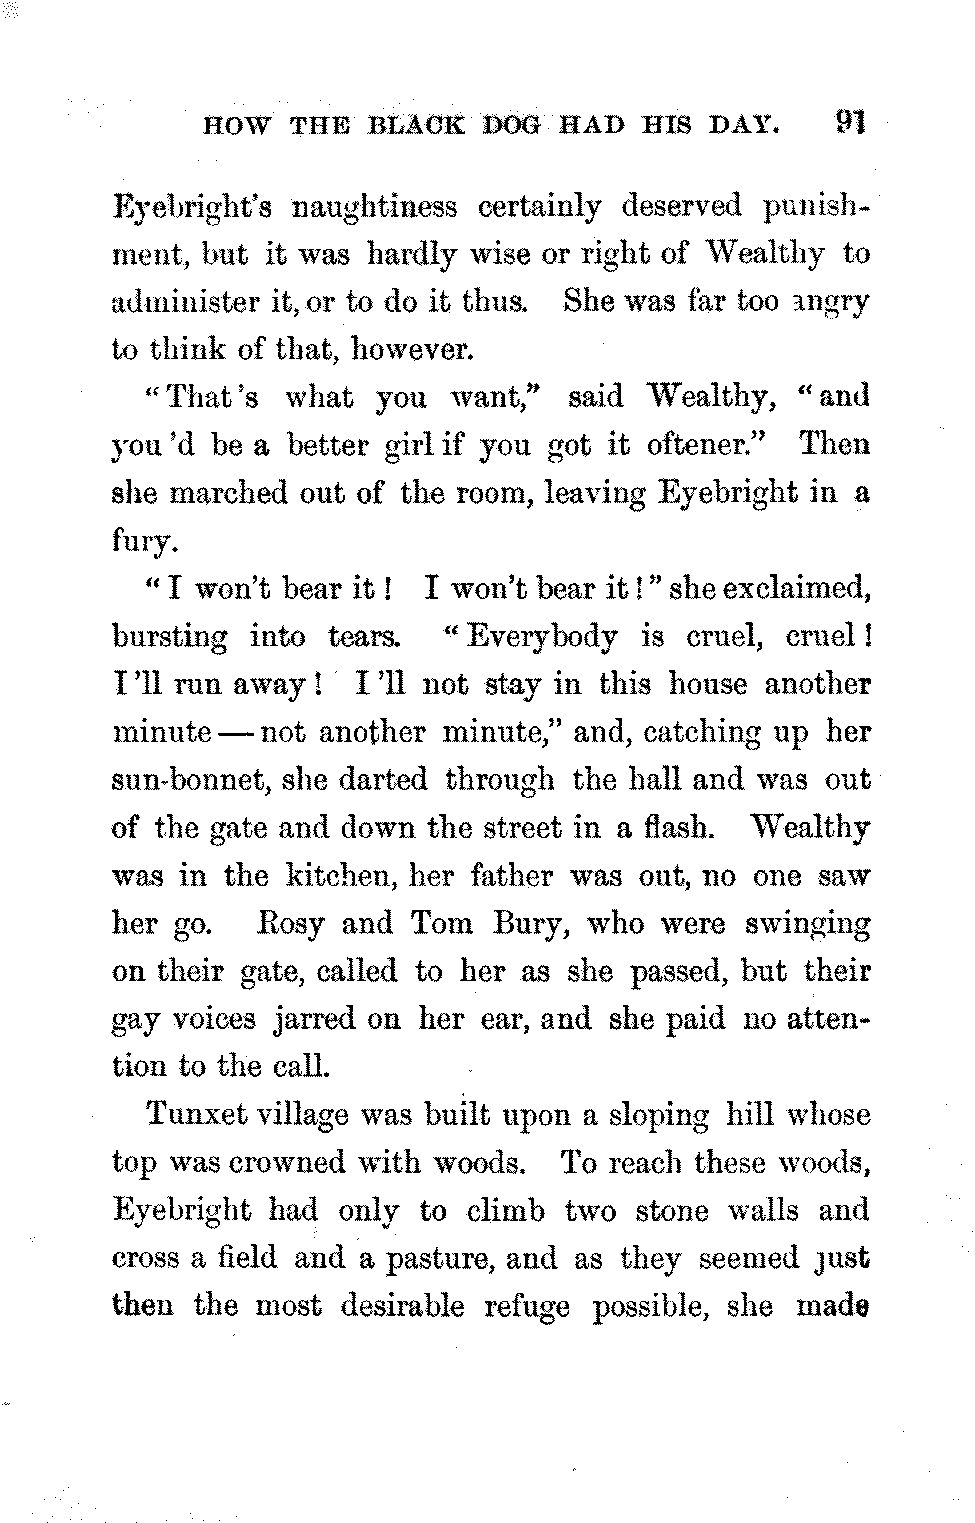 HOW THE BLACK DOG HAD HIS DAY. 91
Eyebright's naughtiness certainly deserved punish-
ment, but it was hardly wise or right of Wealthy to
administer it, or to do it thus. She was far too angry
to think of that, however.
"That's what you want," said Wealthy, "and
you'd be a better girl if you got it oftener." Then
she marched out of the room, leaving Eyebright in a
fury.
"I won't bear it! I won't bear it!" she exclaimed,
bursting into tears. "Everybody is cruel, cruel!
I'll run away! I'll not stay in this house another
minute — not another minute," and, catching up her
sun-bonnet, she darted through the hall and was out
of the gate and down the street in a flash. Wealthy
was in the kitchen, her father was out, no one saw
her go. Rosy and Tom Bury, who were swinging
on their gate, called to her as she passed, but their
gay voices jarred on her ear, and she paid no atten-
tion to the call.
Tunxet village was built upon a sloping hill whose
top was crowned with woods. To reach these woods,
Eyebright had only to climb two stone walls and
cross a field and a pasture, and as they seemed just
then the most desirable refuge possible, she made